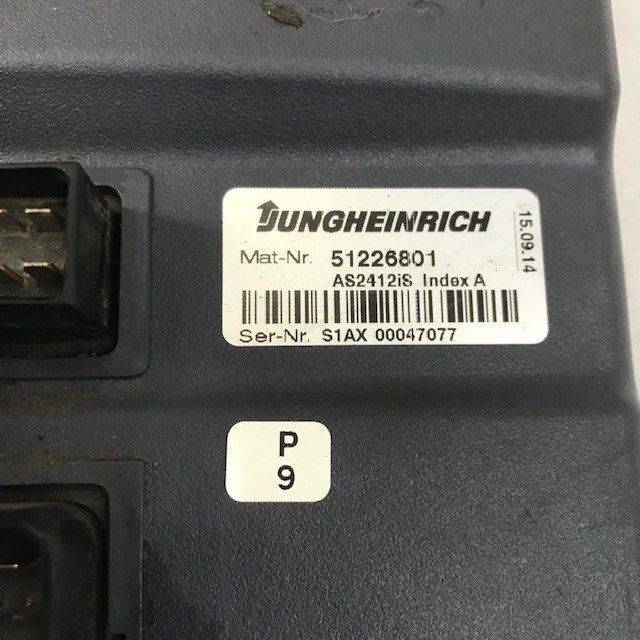 JUNGHEINRICH
15.09.14
Mat-Nr. 51226801
AS2412iS Index A
Ser-Nr. S1AX 00047077
P
9